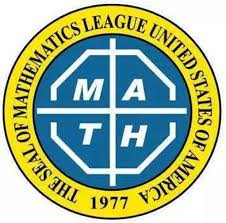 THE SEAL OF MATHEMATICS LEAGUE UNITED STATES OF AMERICA
M A
T H
1977